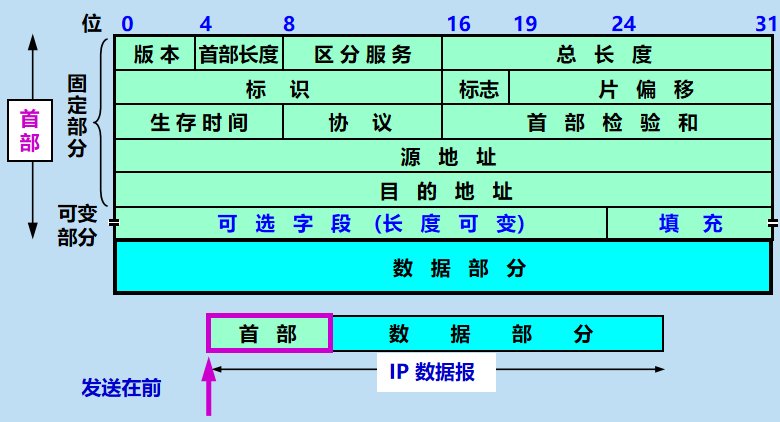 位 0 4 8 16 19 24 31
版本 首部长度 区分服务 总长度
标识 标志 片偏移
生存时间 协议 首部检验和
源地址
目的地址
可选字段 (长度可变) 填充
数据部分
首部
固定部分
可变部分
首部 数据部分
IP 数据报
发送在前